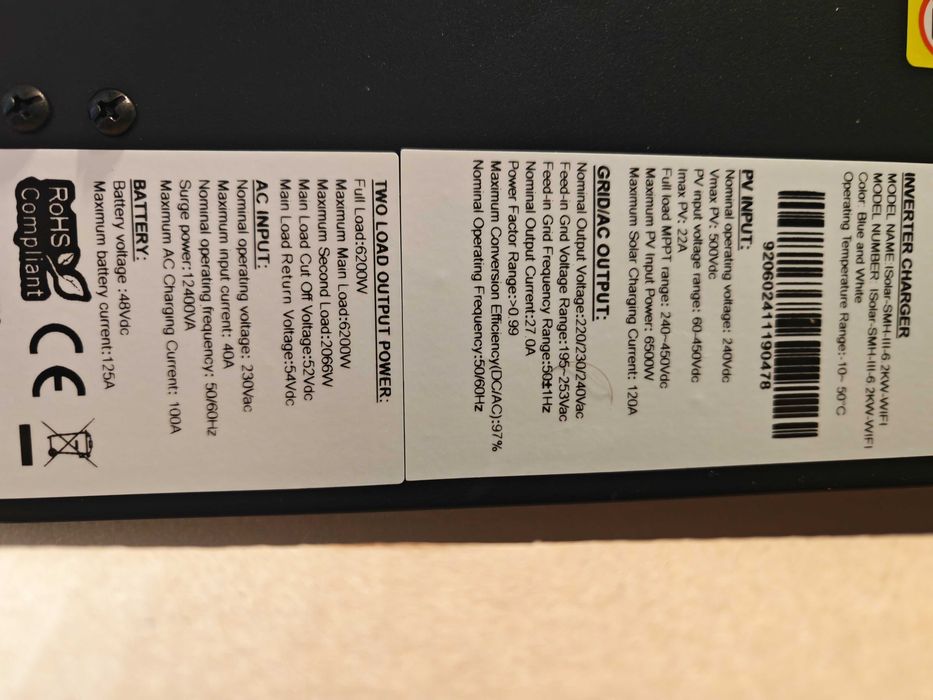 INVERTER CHARGER
MODEL NAME ISolar-SMH-III-6 2KW-WIFI
MODEL NUMBER ISolar-SMH-III-6 2KW-WIFI
Color: Blue and White
Operating Temperature Range:-10~ 50°C
92060241190478
PV INPUT:
Nominal operating voltage: 240Vdc
Vmax PV: 500Vdc
PV input voltage range: 60-450Vdc
Imax PV: 22A
Full load MPPT range: 240~450Vdc
Maximum PV Input Power: 6500W
Maximum Solar Charging Current: 120A
GRID/AC OUTPUT:
Nominal Output Voltage:220/230/240Vac
Feed-in Grid Voltage Range:195~253Vac
Feed-in Grid Frequency Range:50±1Hz
Nominal Output Current:27 0A
Power Factor Range:>0 99
Maximum Conversion Efficiency(DC/AC):97%
Nominal Operating Frequency:50/60Hz
TWO LOAD OUTPUT POWER:
Full Load:6200W
Maximum Main Load:6200W
Maximum Second Load:2066W
Main Load Cut Off Voltage:52Vdc
Main Load Return Voltage:54Vdc
AC INPUT:
Nominal operating voltage: 230Vac
Maximum input current: 40A
Nominal operating frequency: 50/60Hz
Surge power:12400VA
Maximum AC Charging Current: 100A
BATTERY:
Battery voltage :48Vdc
Maximum battery current:125A
RoHS
Compliant
CE